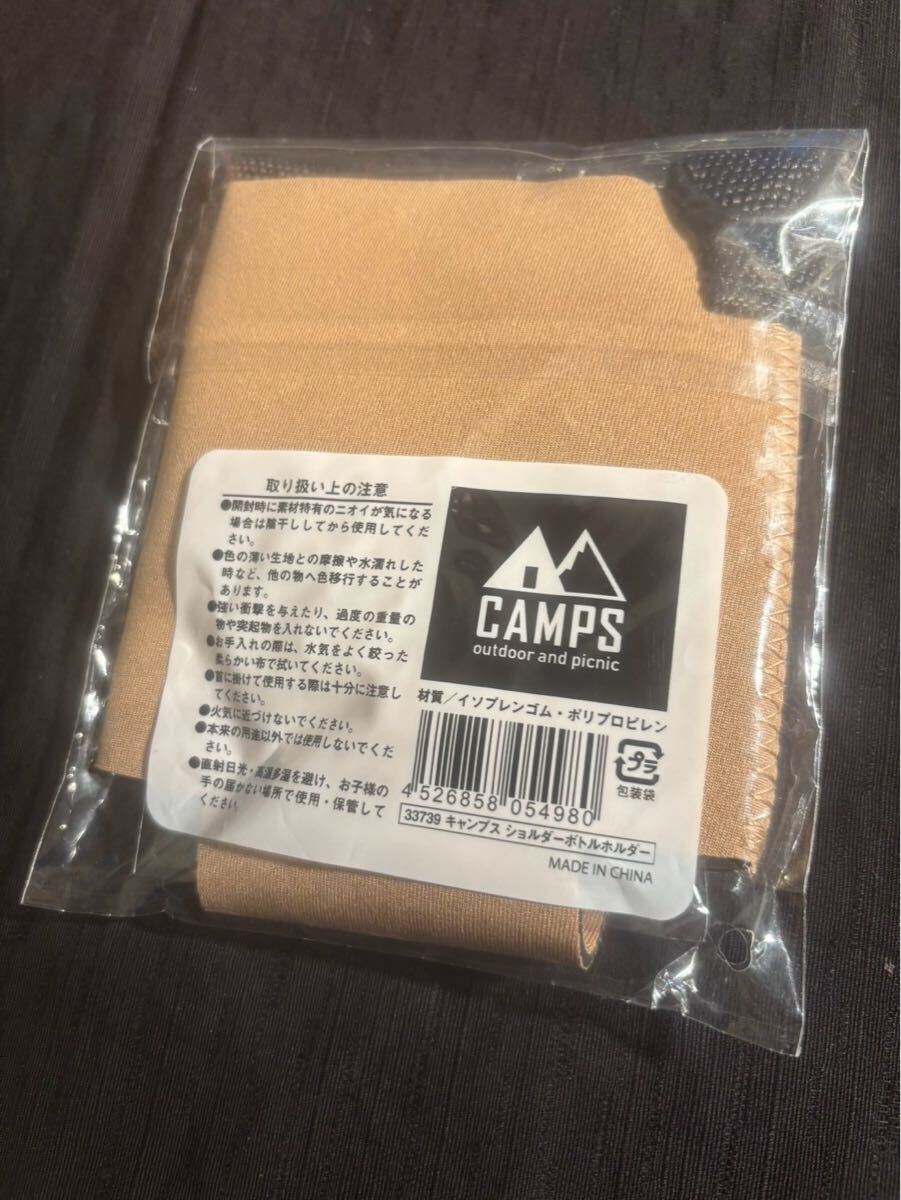 取り扱い上の注意
●開封時に素材特有のニオイが気になる
場合は陰干ししてから使用してくだ
さい。
●色の薄い生地との摩擦や水濡れした
時など、他の物へ色移行することが
あります。
●強い衝撃を与えたり、過度の重量の
物や突起物を入れないでください。
●お手入れの際は、水気をよく絞った
柔らかい布で拭いてください。
●首に掛けて使用する際は十分に注意し
てください。
●火気に近づけないでください。
●本来の用途以外では使用しないでくだ
さい。
●直射日光・高温多湿を避け、お子様の
手の届かない場所で使用・保管して
ください。
CAMPS
outdoor and picnic
材質／イソプレンゴム・ポリプロピレン
4 526858 054980
プラ
包装袋
33739 キャンプス ショルダーボトルホルダー
MADE IN CHINA